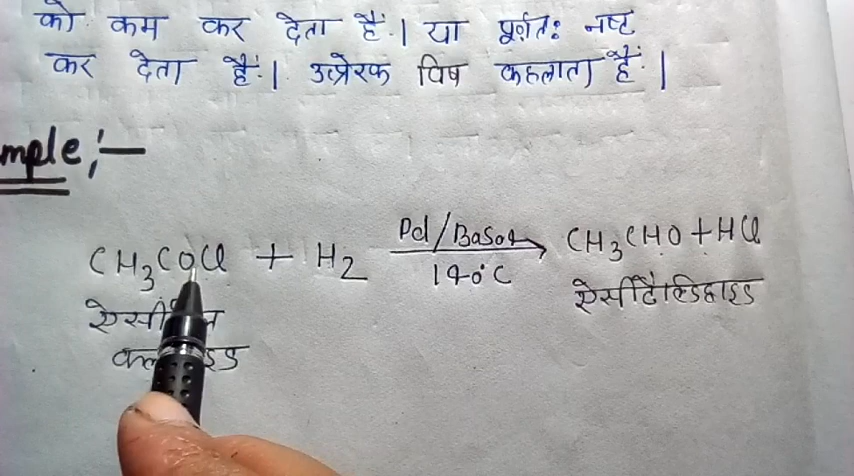 को कम कर देता है। या पूर्णतः नष्ट
कर देता है। उत्प्रेरक विष कहलाता है।
mple:-
CH3COCl + H2 Pd/BaSO4 140°C CH3CHO + HCl
ऐसीटैल्डिहाइड